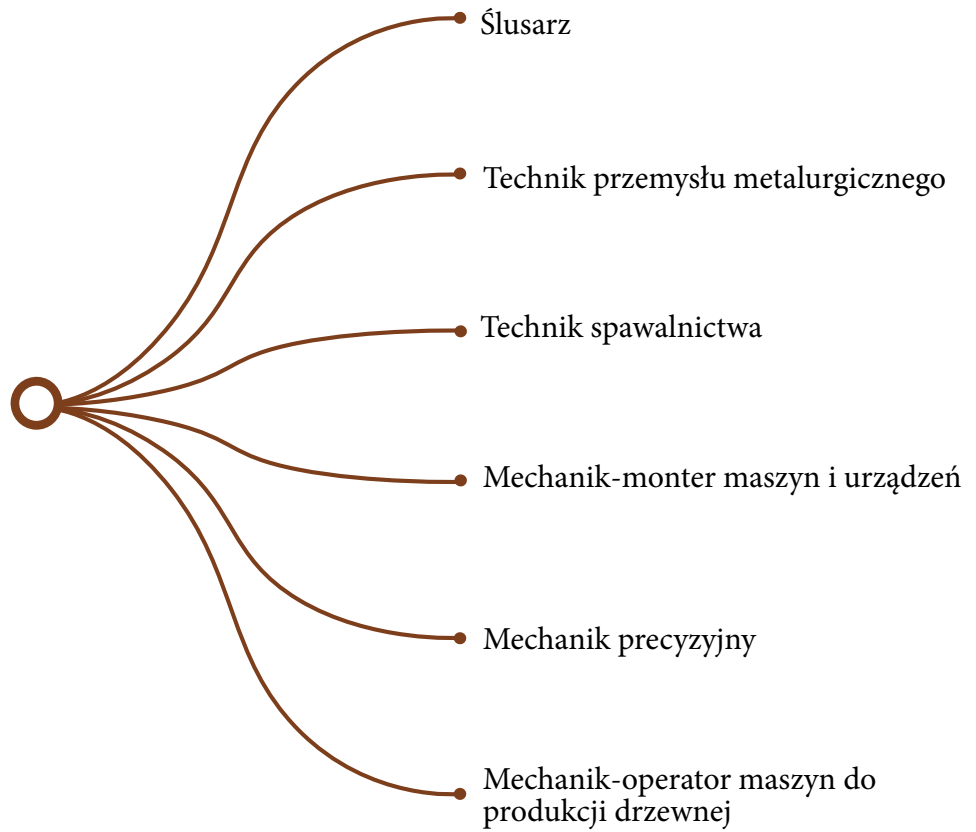 Ślusarz
Technik przemysłu metalurgicznego
Technik spawalnictwa
Mechanik-monter maszyn i urządzeń
Mechanik precyzyjny
Mechanik-operator maszyn do
produkcji drzewnej